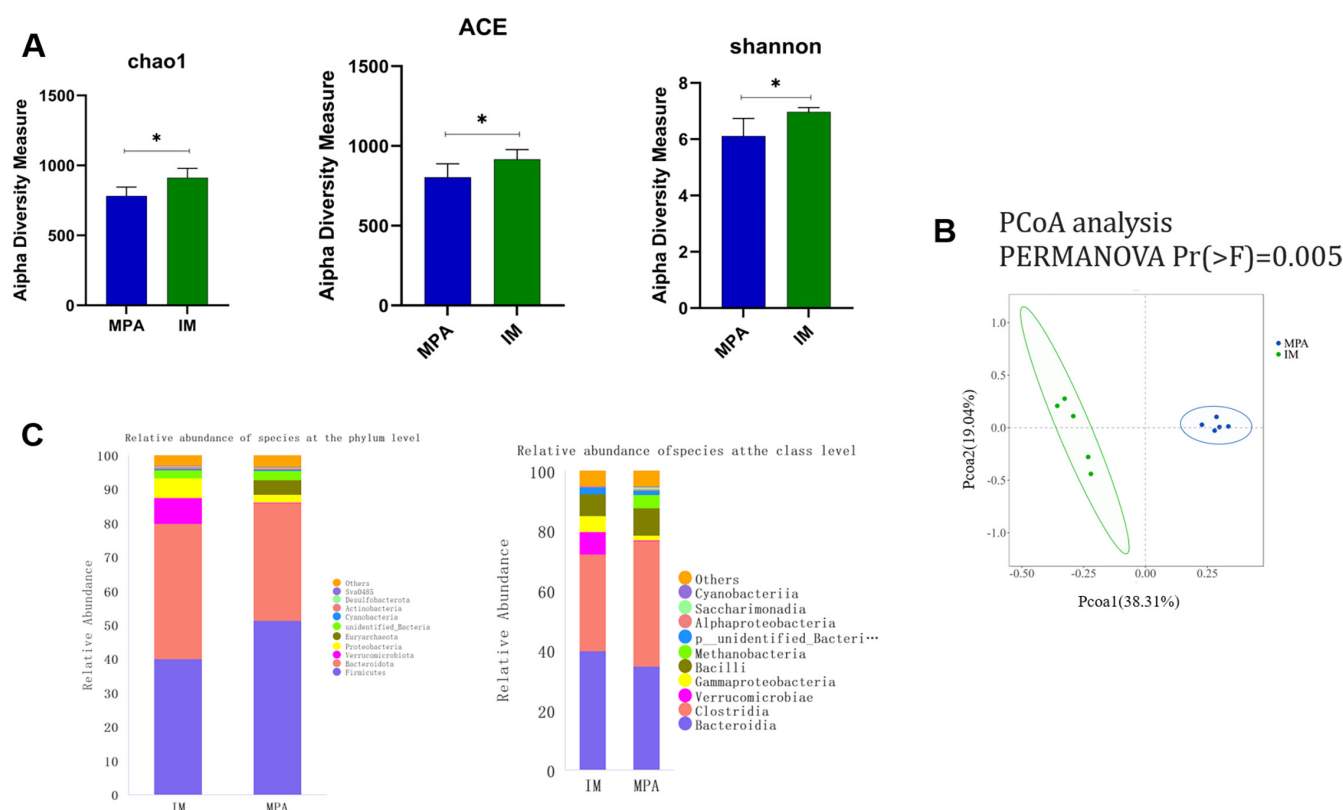 A
chao1
Aipha Diversity Measure
1500
1000
500
0
*
MPA
IM
ACE
Aipha Diversity Measure
1500
1000
500
0
*
MPA
IM
shannon
Aipha Diversity Measure
8
6
4
2
0
*
MPA
IM
B
PCoA analysis
PERMANOVA Pr(>F)=0.005
Pcoa2(19.04%)
1.0
0.5
0.0
-0.5
-1.0
-0.50
-0.25
0.00
0.25
Pcoa1(38.31%)
MPA
IM
C
Relative abundance of species at the phylum level
Relative Abundance
100
90
80
70
60
50
40
30
20
10
0
IM
MPA
Others
Sva0485
Desulfobacterota
Actinobacteria
Cyanobacteria
unidentified_Bacteria
Euryarchaeota
Proteobacteria
Verrucomicrobiota
Bacteroidota
Firmicutes
Relative abundance ofspecies atthe class level
Relative Abundance
100
80
60
40
20
0
IM
MPA
Others
Cyanobacteriia
Saccharimonadia
Alphaproteobacteria
p__unidentified_Bacteri···
Methanobacteria
Bacilli
Gammaproteobacteria
Verrucomicrobiae
Clostridia
Bacteroidia